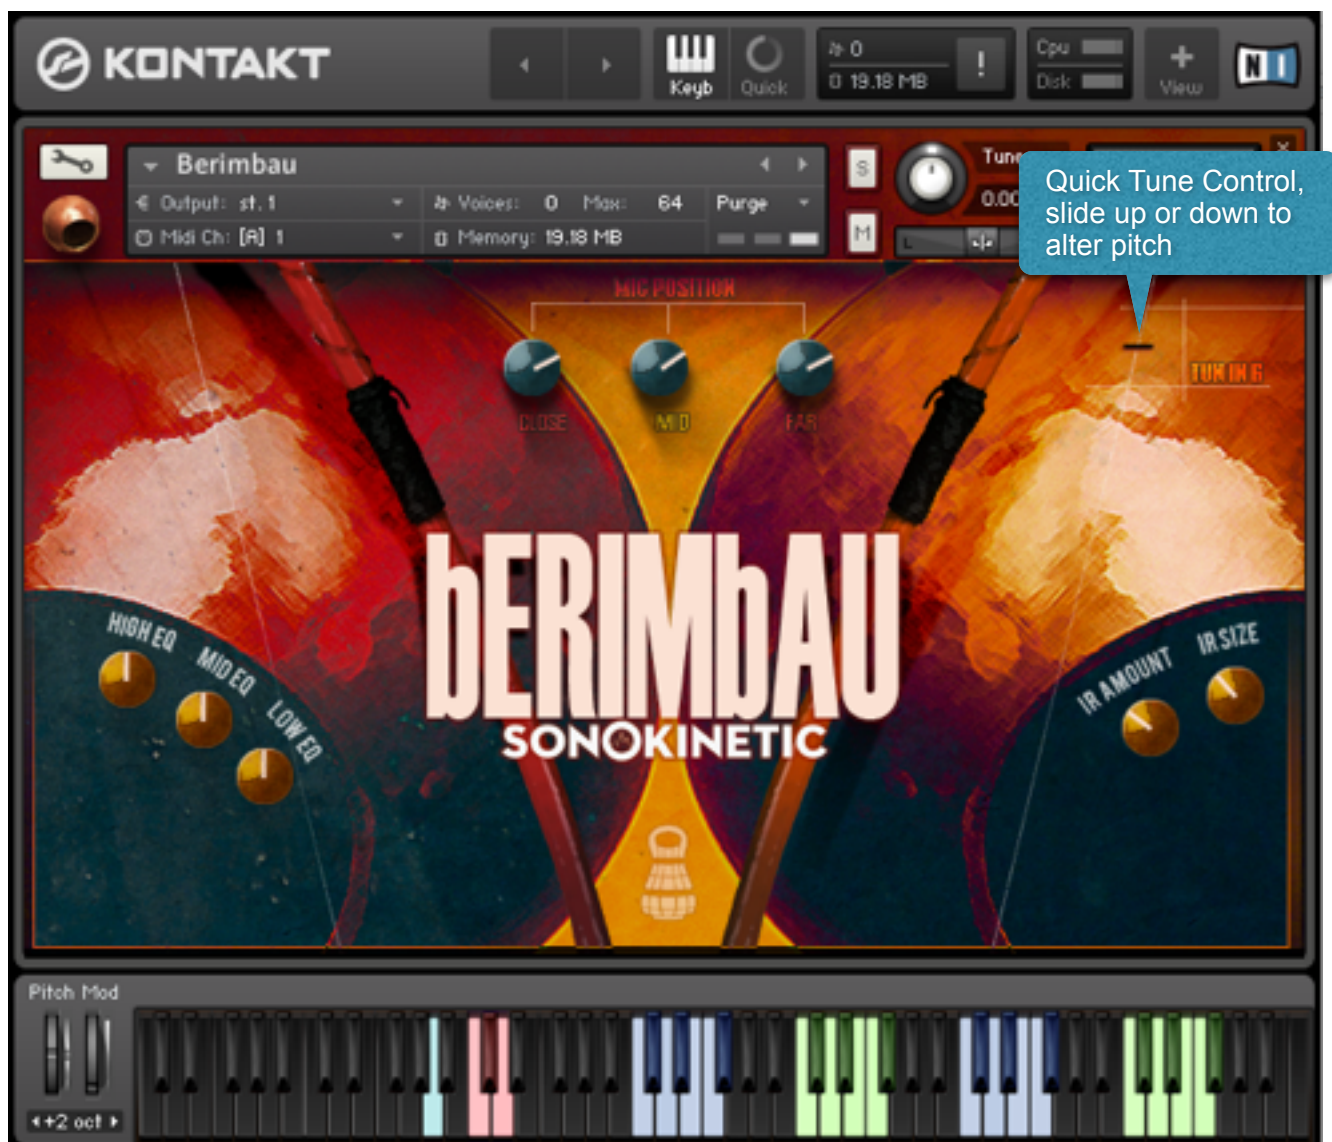 KONTAKT
Keyb
Quick
0
19.18 MB
!
Cpu
Disk
+
View
NI
Berimbau
Output: st. 1
Voices: 0 Max: 64 Purge
Midi Ch: [A] 1
Memory: 19.18 MB
S
M
Tune
0.00
L
Quick Tune Control,
slide up or down to
alter pitch
MIC POSITION
CLOSE
MID
FAR
TUNING
bERIMbAU
SONOKINETIC
HIGH EQ
MID EQ
LOW EQ
IR AMOUNT
IR SIZE
Pitch Mod
+2 oct